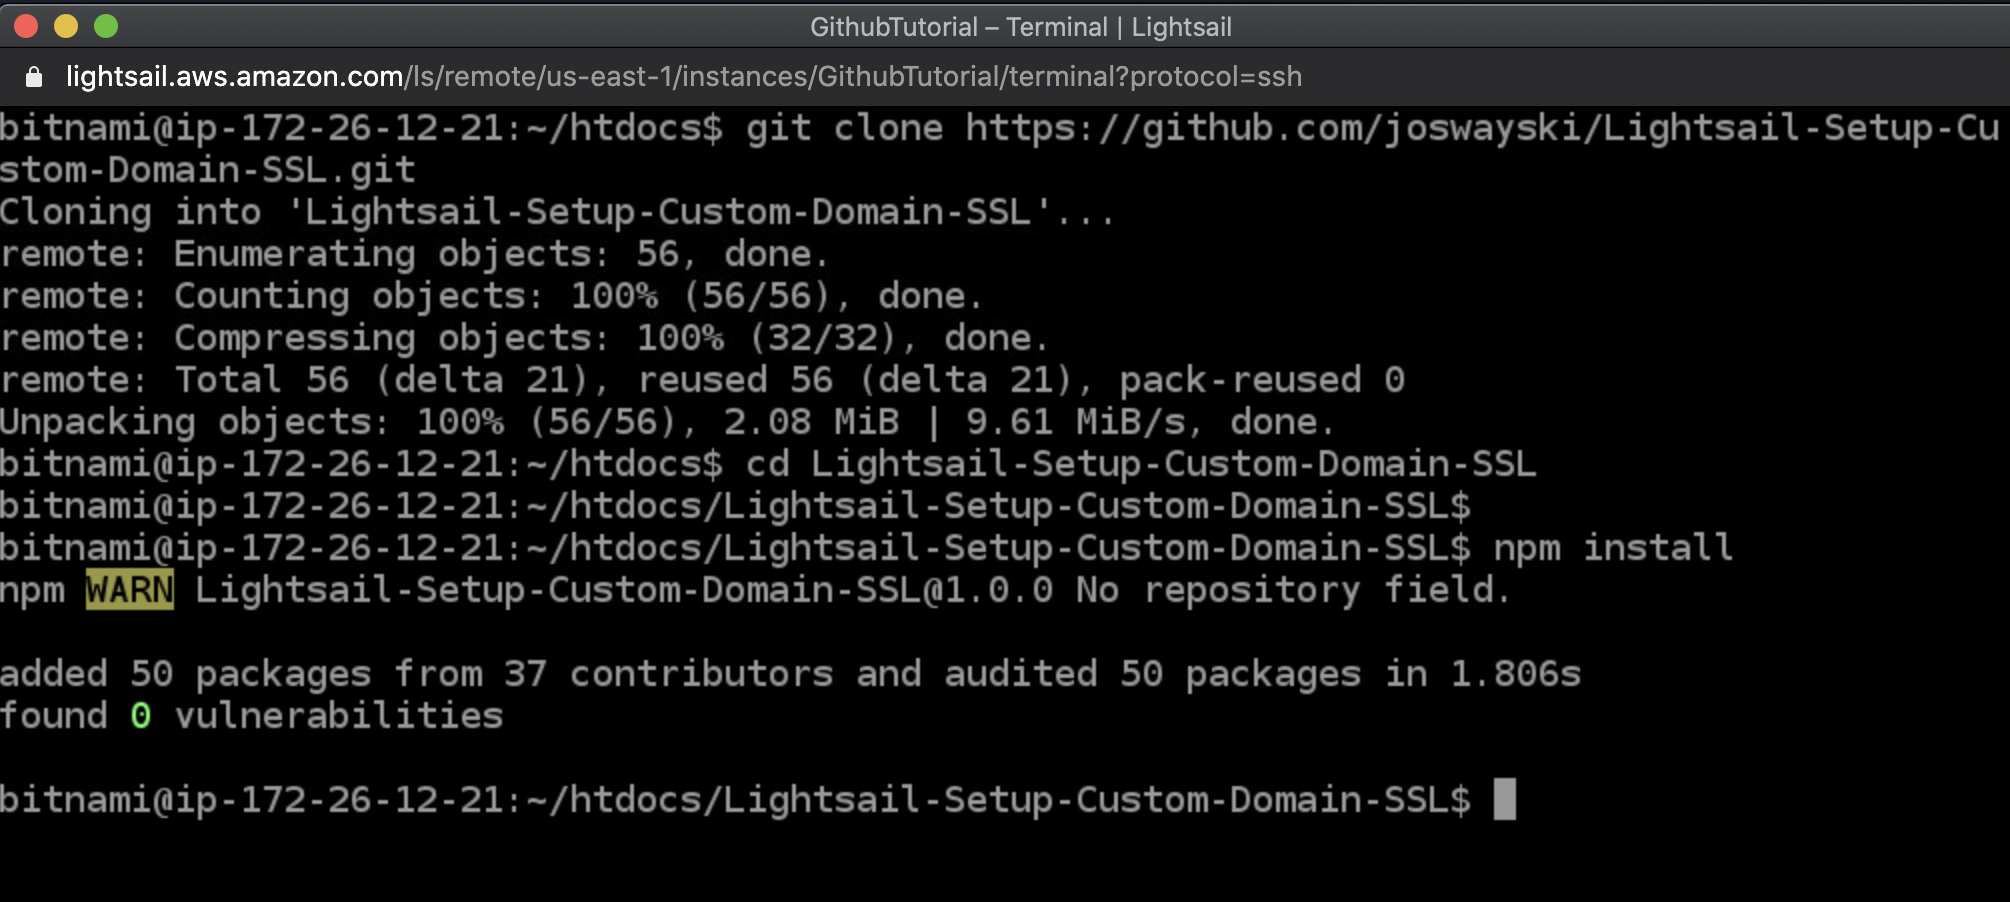 GithubTutorial – Terminal | Lightsail
lightsail.aws.amazon.com/ls/remote/us-east-1/instances/GithubTutorial/terminal?protocol=ssh
bitnami@ip-172-26-12-21:~/htdocs$ git clone https://github.com/joswayski/Lightsail-Setup-Cu
stom-Domain-SSL.git
Cloning into 'Lightsail-Setup-Custom-Domain-SSL'...
remote: Enumerating objects: 56, done.
remote: Counting objects: 100% (56/56), done.
remote: Compressing objects: 100% (32/32), done.
remote: Total 56 (delta 21), reused 56 (delta 21), pack-reused 0
Unpacking objects: 100% (56/56), 2.08 MiB | 9.61 MiB/s, done.
bitnami@ip-172-26-12-21:~/htdocs$ cd Lightsail-Setup-Custom-Domain-SSL
bitnami@ip-172-26-12-21:~/htdocs/Lightsail-Setup-Custom-Domain-SSL$
bitnami@ip-172-26-12-21:~/htdocs/Lightsail-Setup-Custom-Domain-SSL$ npm install
npm WARN Lightsail-Setup-Custom-Domain-SSL@1.0.0 No repository field.
added 50 packages from 37 contributors and audited 50 packages in 1.806s
found 0 vulnerabilities
bitnami@ip-172-26-12-21:~/htdocs/Lightsail-Setup-Custom-Domain-SSL$